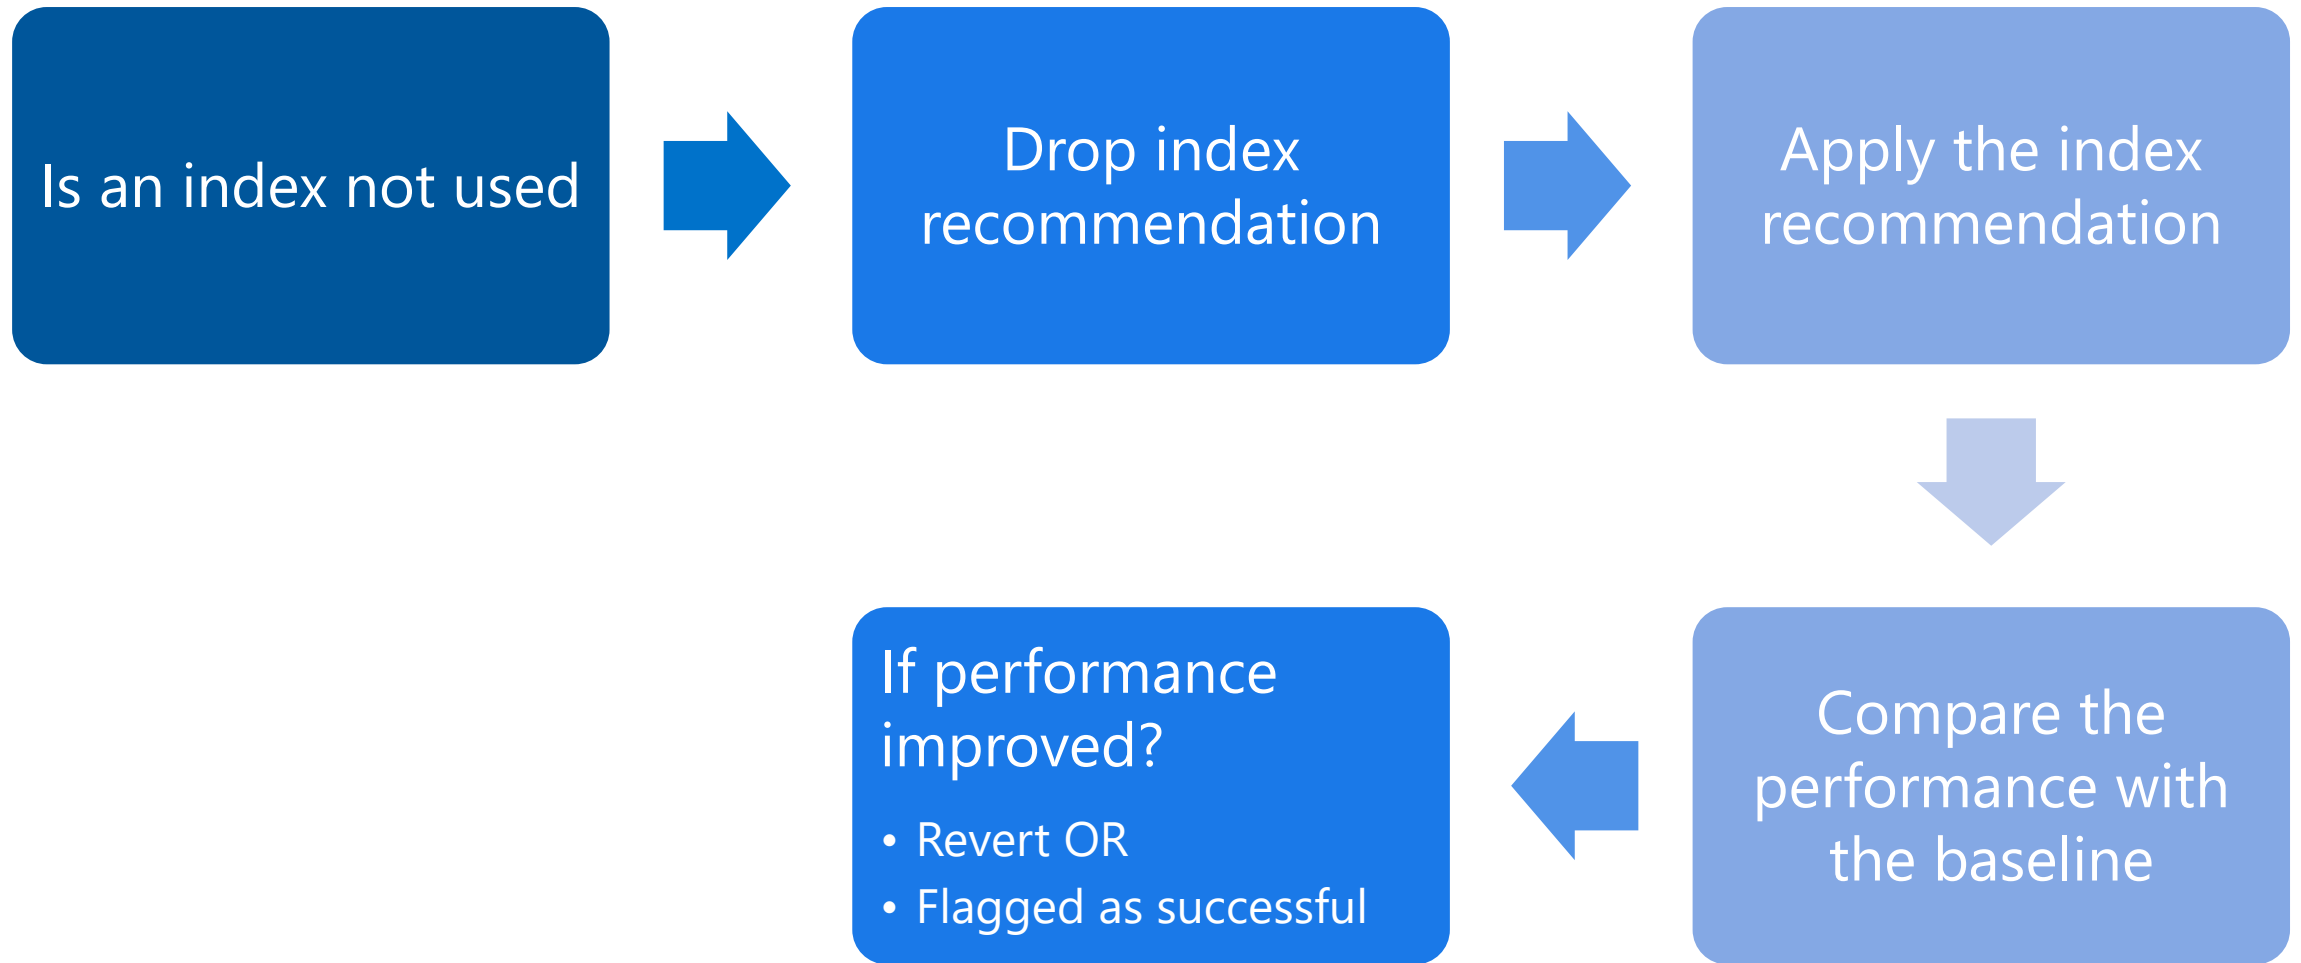 Is an index not used
Drop index
recommendation
Apply the index
recommendation
Compare the
performance with
the baseline
If performance
improved?
• Revert OR
• Flagged as successful